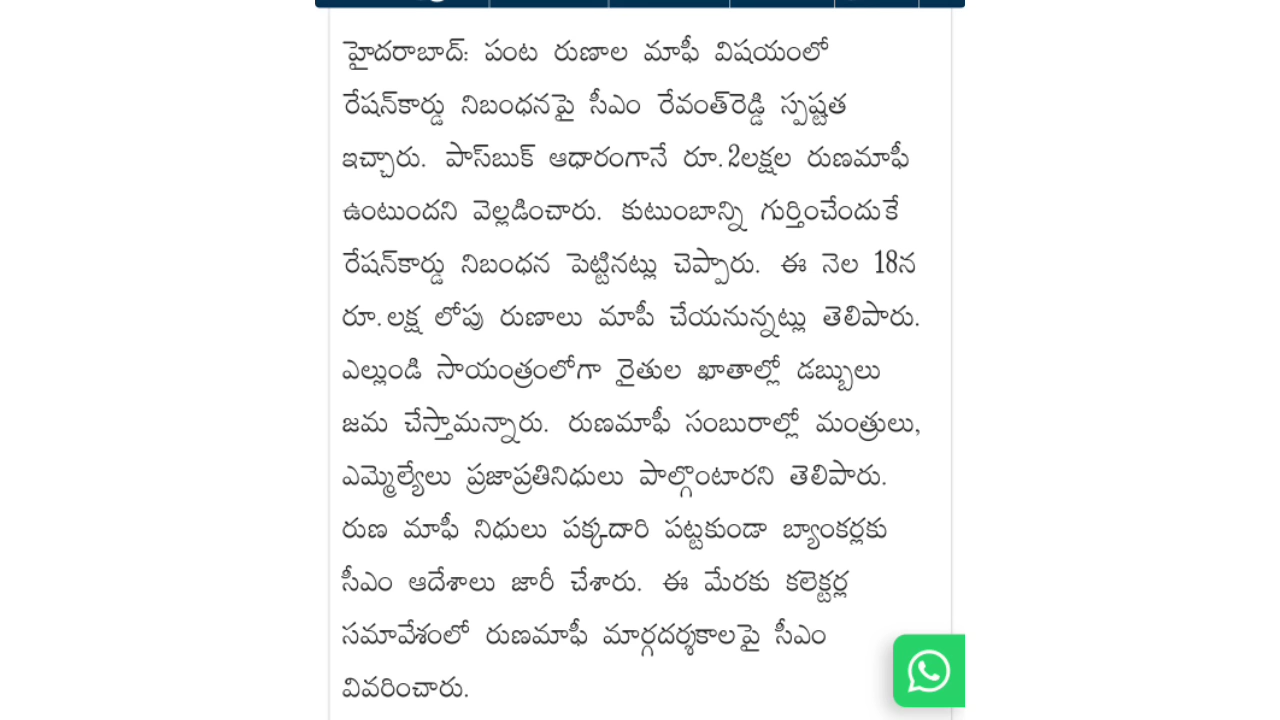 హైదరాబాద్: పంట రుణాల మాఫీ విషయంలో
రేషన్‌కార్డు నిబంధనపై సీఎం రేవంత్‌రెడ్డి స్పష్టత
ఇచ్చారు. పాస్‌బుక్ ఆధారంగానే రూ.2లక్షల రుణమాఫీ
ఉంటుందని వెల్లడించారు. కుటుంబాన్ని గుర్తించేందుకే
రేషన్‌కార్డు నిబంధన పెట్టినట్లు చెప్పారు. ఈ నెల 18న
రూ.లక్ష లోపు రుణాలు మాపీ చేయనున్నట్లు తెలిపారు.
ఎల్లుండి సాయంత్రంలోగా రైతుల ఖాతాల్లో డబ్బులు
జమ చేస్తామన్నారు. రుణమాఫీ సంబురాల్లో మంత్రులు,
ఎమ్మెల్యేలు ప్రజాప్రతినిధులు పాల్గొంటారని తెలిపారు.
రుణ మాఫీ నిధులు పక్కదారి పట్టకుండా బ్యాంకర్లకు
సీఎం ఆదేశాలు జారీ చేశారు. ఈ మేరకు కలెక్టర్ల
సమావేశంలో రుణమాఫీ మార్గదర్శకాలపై సీఎం
వివరించారు.